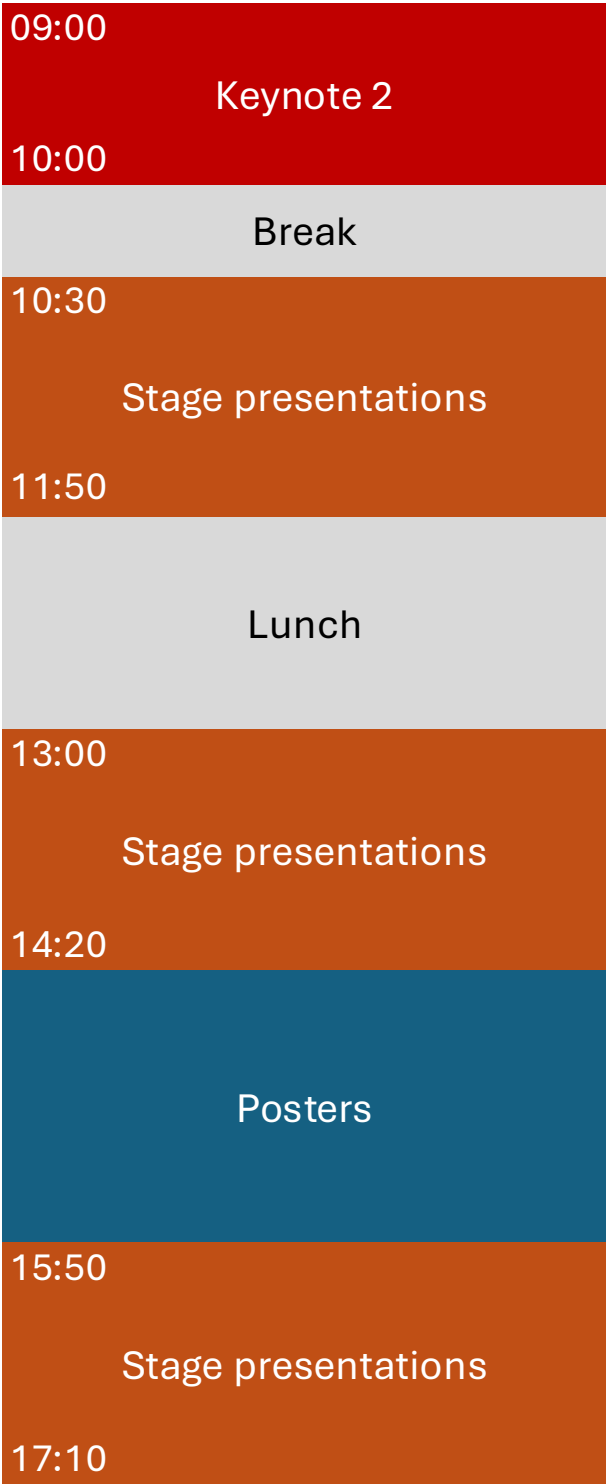 09:00
Keynote 2
10:00
Break
10:30
Stage presentations
11:50
Lunch
13:00
Stage presentations
14:20
Posters
15:50
Stage presentations
17:10